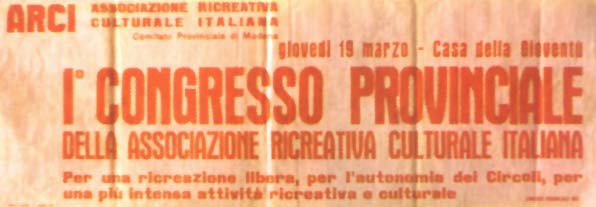 ARCI ASSOCIAZIONE RICREATIVA
CULTURALE ITALIANA
Comitato Provinciale di Modena
giovedì 19 marzo - Casa della Gioventù
I° CONGRESSO PROVINCIALE
DELLA ASSOCIAZIONE RICREATIVA CULTURALE ITALIANA
Per una ricreazione libera, per l'autonomia dei Circoli, per
una più intensa attività ricreativa e culturale